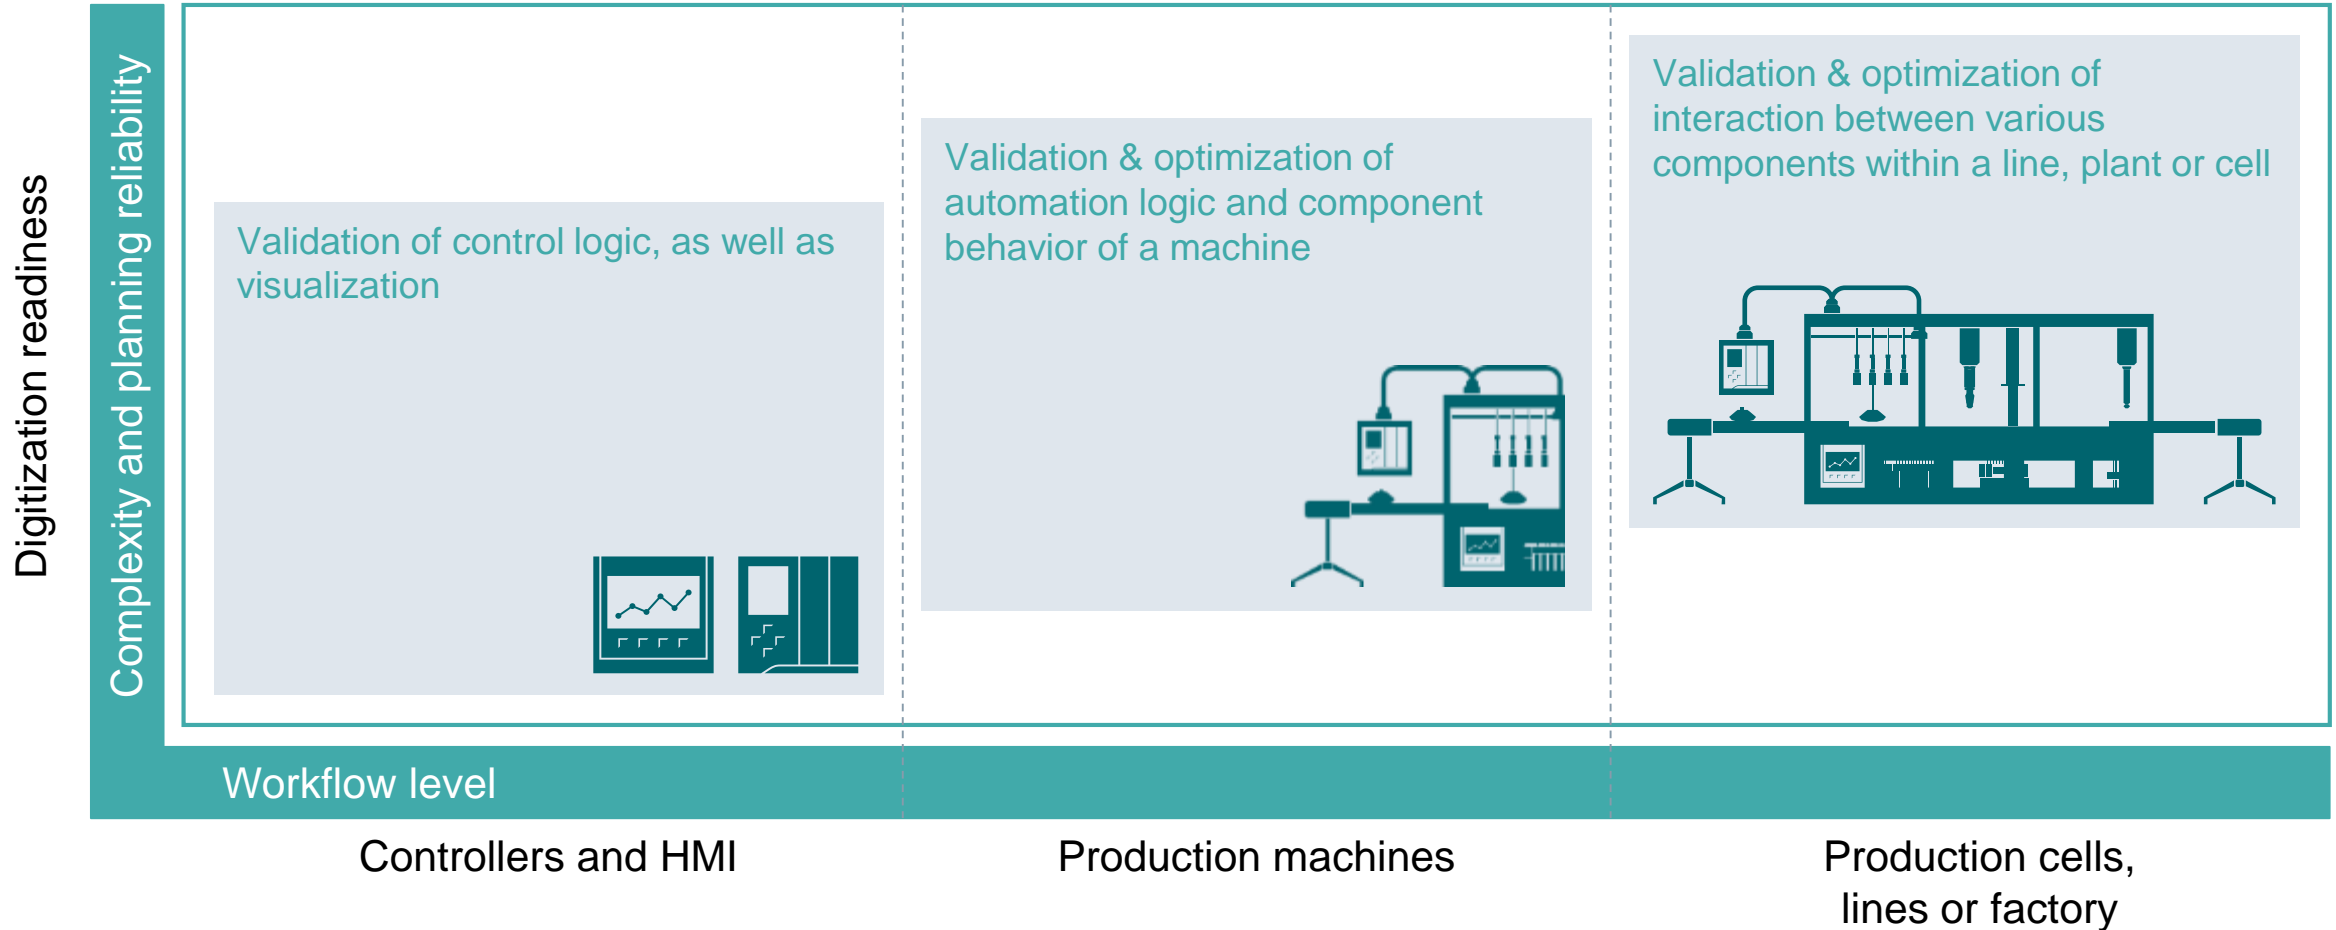 Digitization readiness
Complexity and planning reliability
Validation of control logic, as well as
visualization
Validation & optimization of
automation logic and component
behavior of a machine
Validation & optimization of
interaction between various
components within a line, plant or cell
Workflow level
Controllers and HMI
Production machines
Production cells,
lines or factory